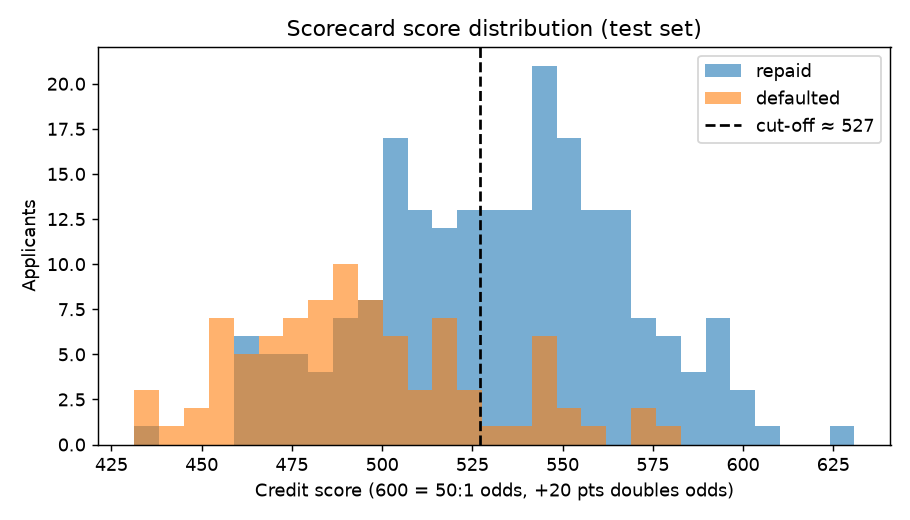 Scorecard score distribution (test set)
repaid
defaulted
cut-off ≈ 527
Applicants
20.0
17.5
15.0
12.5
10.0
7.5
5.0
2.5
0.0
425 450 475 500 525 550 575 600 625
Credit score (600 = 50:1 odds, +20 pts doubles odds)